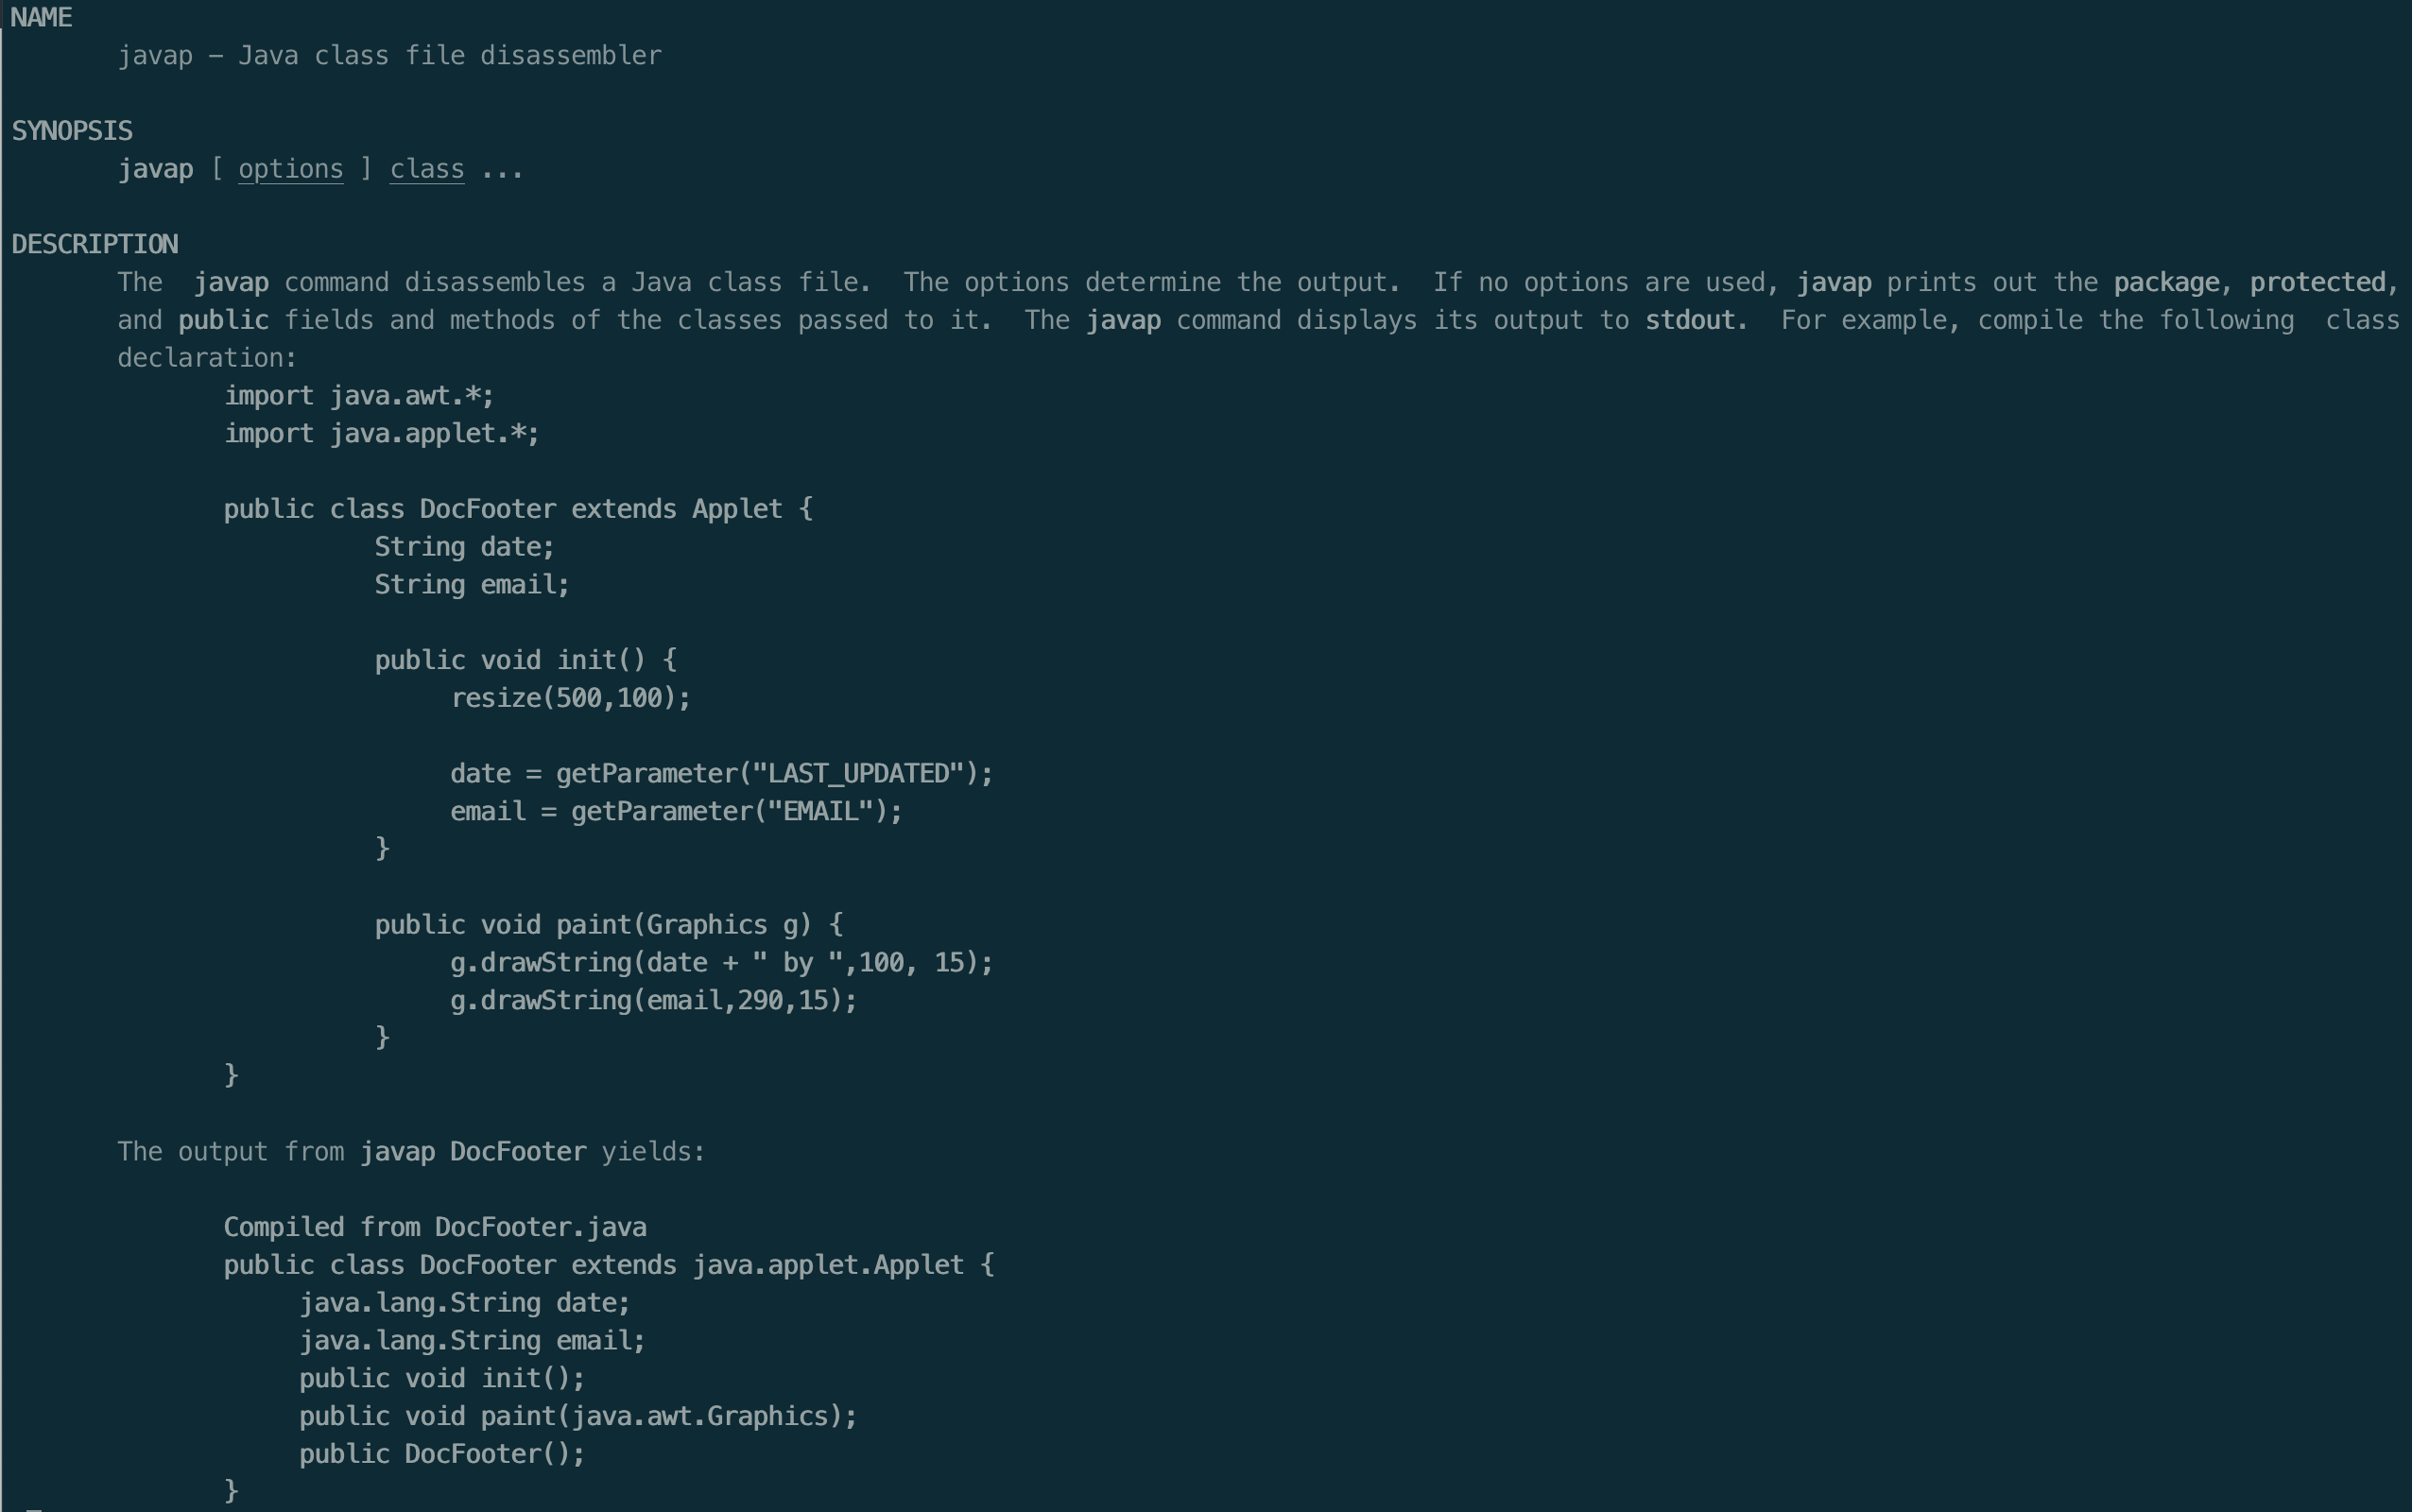 NAME
javap – Java class file disassembler
SYNOPSIS
javap [ options ] class ...
DESCRIPTION
The  javap command disassembles a Java class file.  The options determine the output.  If no options are used, javap prints out the package, protected,
and public fields and methods of the classes passed to it.  The javap command displays its output to stdout.  For example, compile the following  class
declaration:
import java.awt.*;
import java.applet.*;
public class DocFooter extends Applet {
String date;
String email;
public void init() {
resize(500,100);
date = getParameter("LAST_UPDATED");
email = getParameter("EMAIL");
}
public void paint(Graphics g) {
g.drawString(date + " by ",100, 15);
g.drawString(email,290,15);
}
}
The output from javap DocFooter yields:
Compiled from DocFooter.java
public class DocFooter extends java.applet.Applet {
java.lang.String date;
java.lang.String email;
public void init();
public void paint(java.awt.Graphics);
public DocFooter();
}